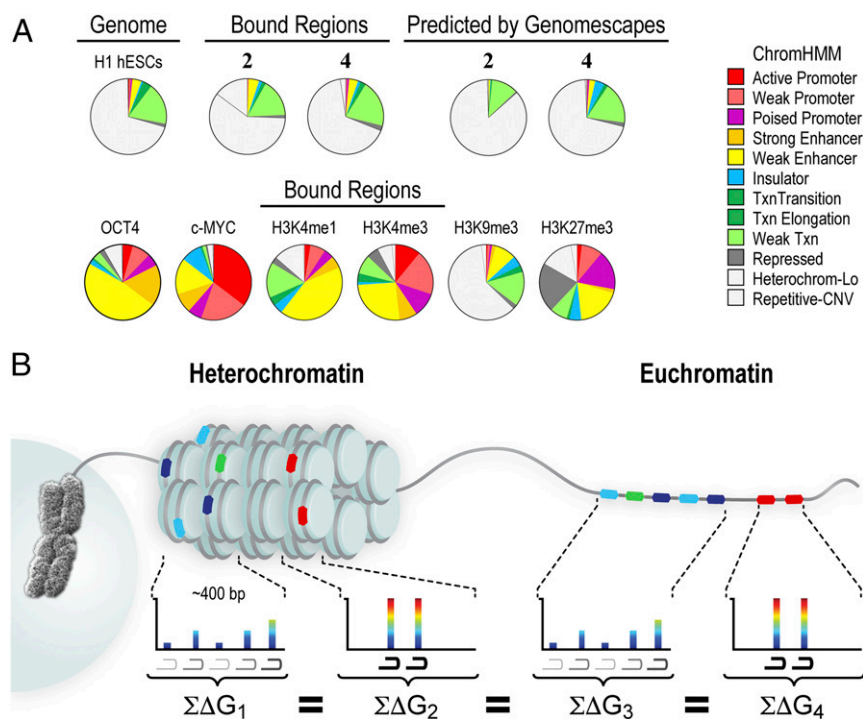 A
Genome
Bound Regions
Predicted by Genomescapes
H1 hESCs
2
4
2
4
ChromHMM
Active Promoter
Weak Promoter
Poised Promoter
Strong Enhancer
Weak Enhancer
Insulator
TxnTransition
Txn Elongation
Weak Txn
Repressed
Heterochrom-Lo
Repetitive-CNV
Bound Regions
OCT4
c-MYC
H3K4me1
H3K4me3
H3K9me3
H3K27me3
B
Heterochromatin
Euchromatin
~400 bp
ΣΔG1 = ΣΔG2 = ΣΔG3 = ΣΔG4